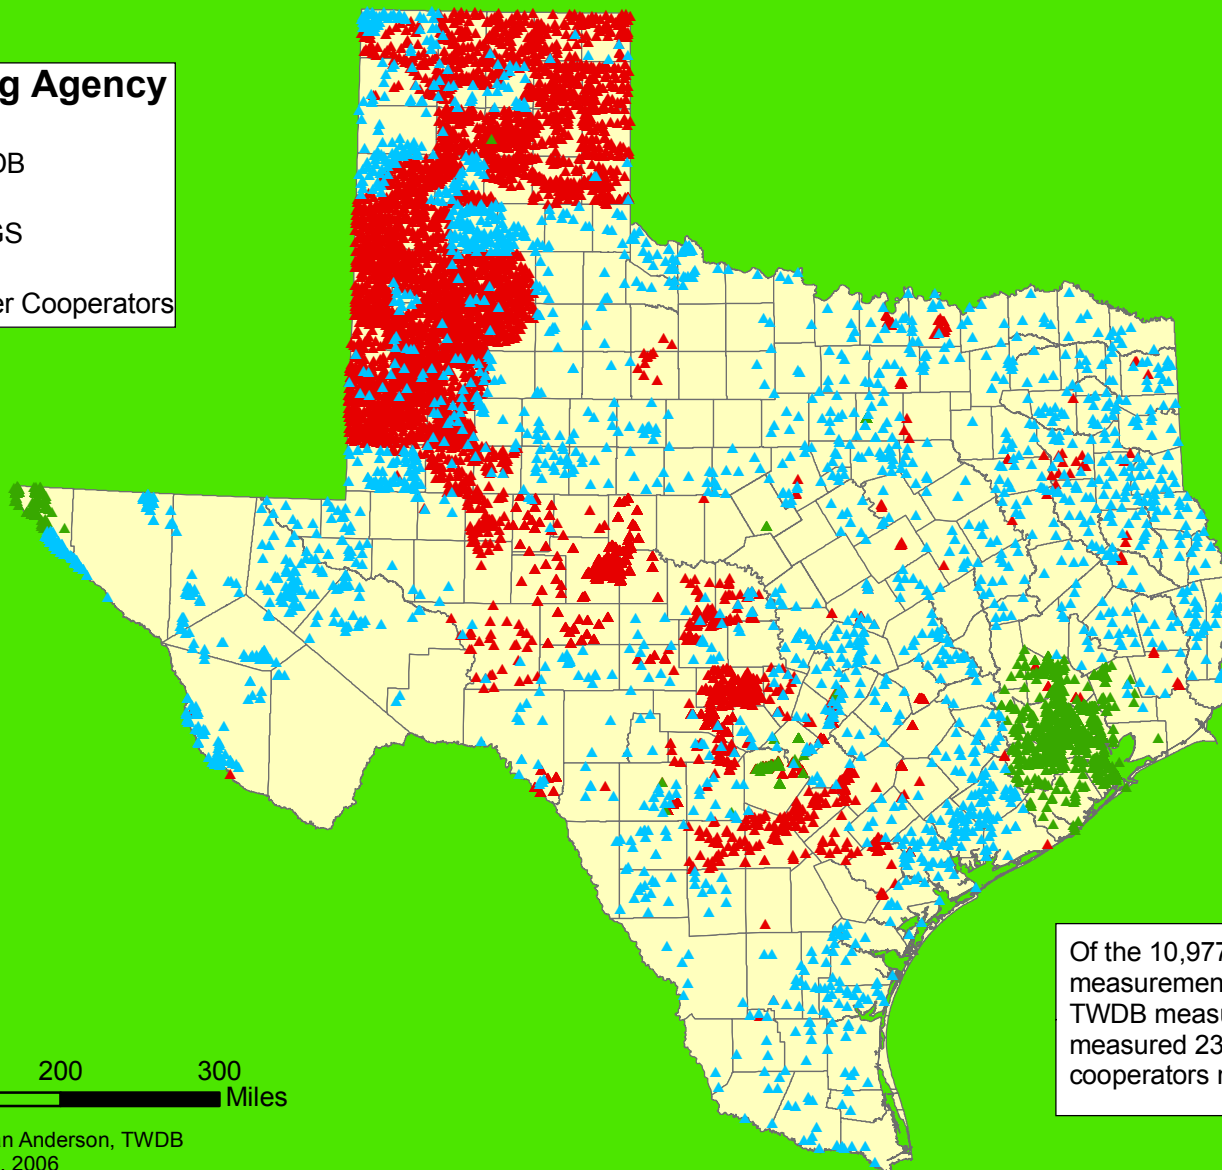 g Agency
DB
GS
er Cooperators
Of the 10,977
measuremen
TWDB measu
measured 23
cooperators
200 300
Miles
an Anderson, TWDB
, 2006